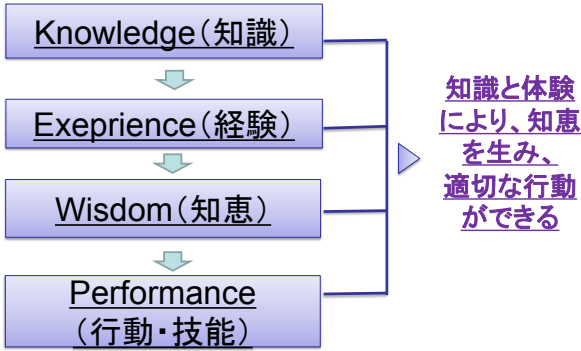 Knowledge（知識）
Exeprience（経験）
Wisdom（知恵）
Performance
（行動・技能）
知識と体験
により、知恵
を生み、
適切な行動
ができる